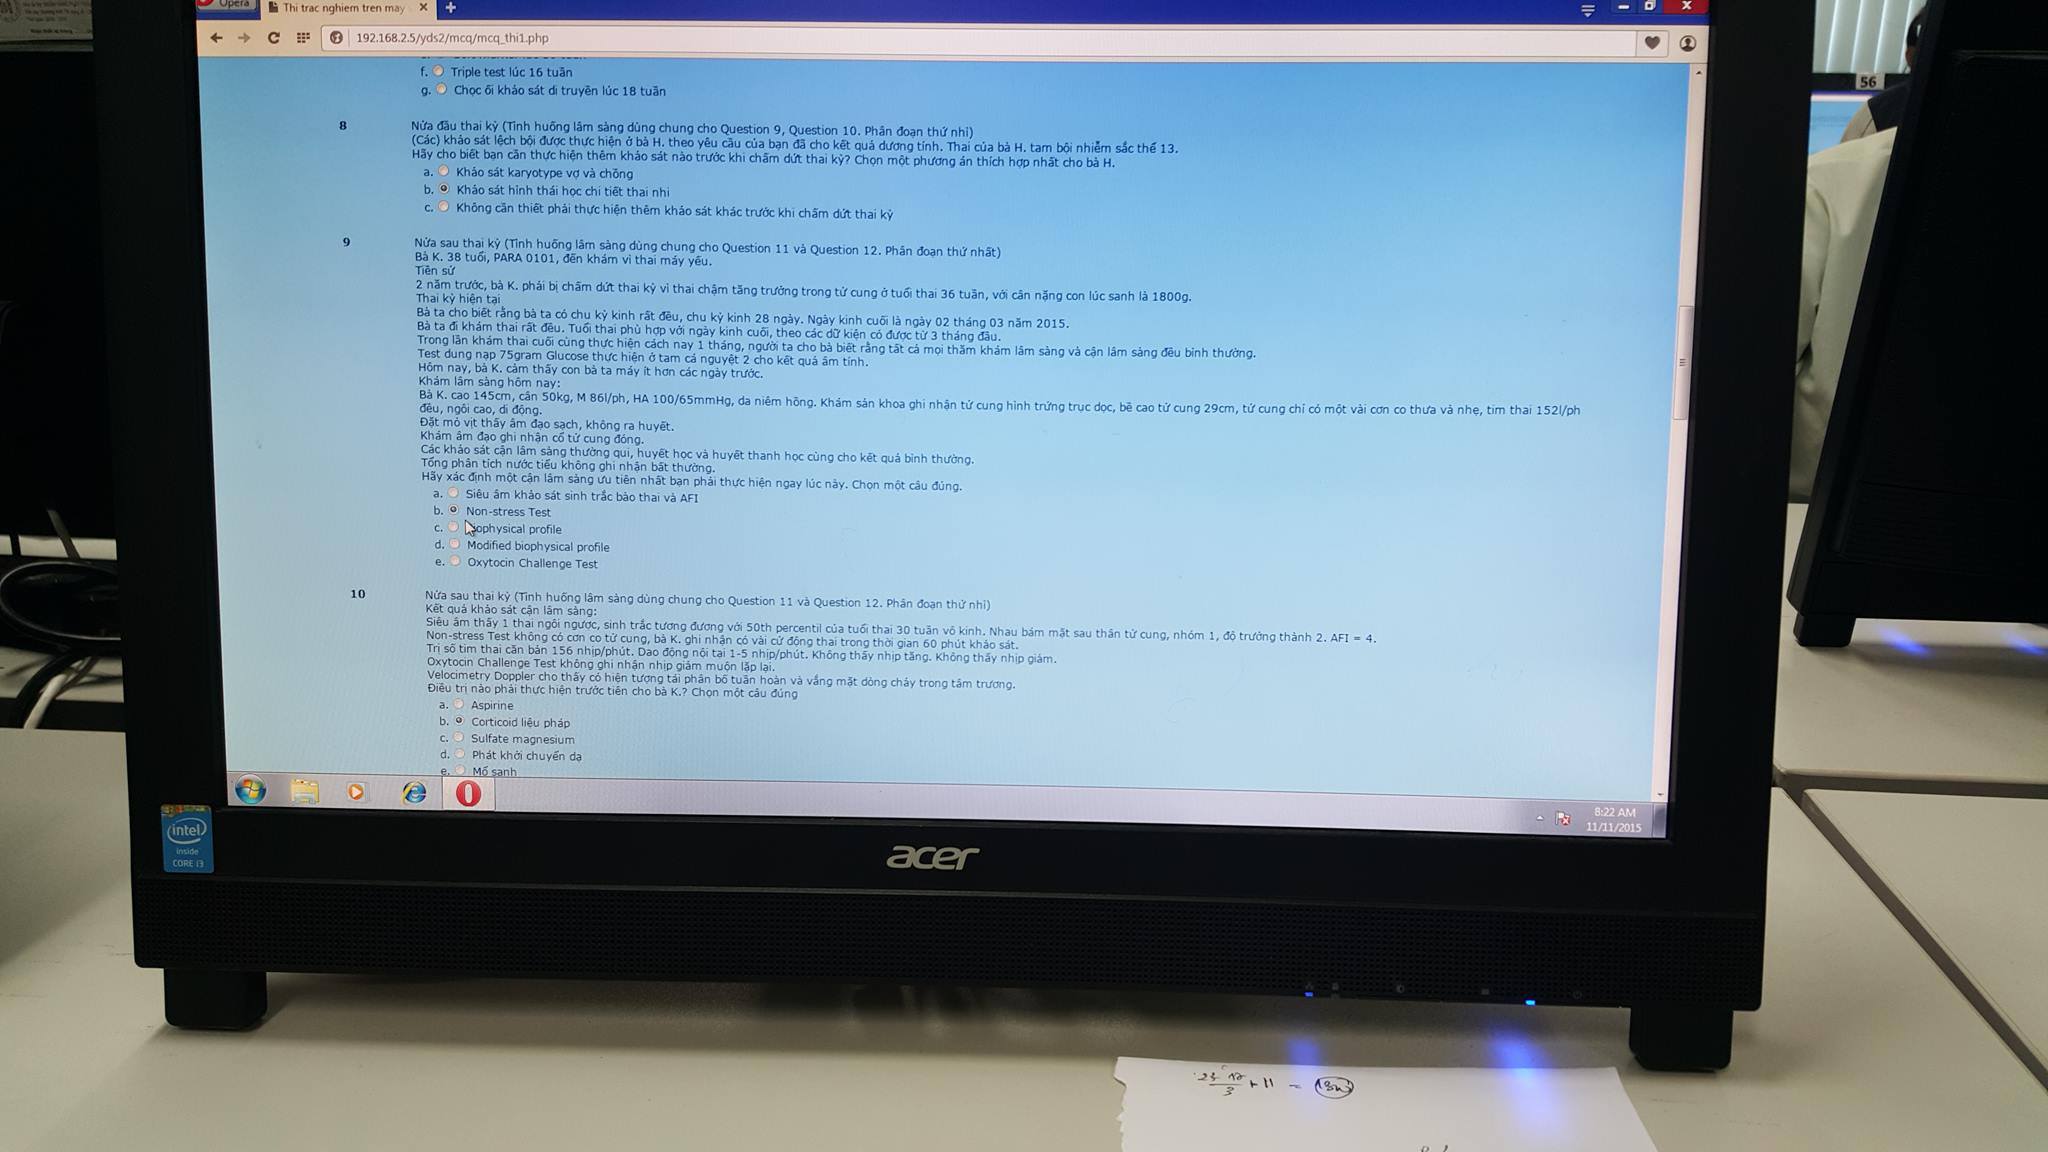 Opera
Thi trac nghiem tren may
192.168.2.5/yds2/mcq/mcq_thi1.php
56
f. Triple test lúc 16 tuần
g. Chọc ối khảo sát di truyền lúc 18 tuần
8 Nửa đầu thai kỳ (Tình huống lâm sàng dùng chung cho Question 9, Question 10. Phân đoạn thứ nhì)
(Các) khảo sát lệch bội được thực hiện ở bà H. theo yêu cầu của bạn đã cho kết quả dương tính. Thai của bà H. tam bội nhiễm sắc thể 13.
Hãy cho biết bạn cần thực hiện thêm khảo sát nào trước khi chấm dứt thai kỳ? Chọn một phương án thích hợp nhất cho bà H.
a. Khảo sát karyotype vợ và chồng
b. Khảo sát hình thái học chi tiết thai nhi
c. Không cần thiết phải thực hiện thêm khảo sát khác trước khi chấm dứt thai kỳ
9 Nửa sau thai kỳ (Tình huống lâm sàng dùng chung cho Question 11 và Question 12. Phân đoạn thứ nhất)
Bà K. 38 tuổi, PARA 0101, đến khám vì thai máy yếu.
Tiền sử
2 năm trước, bà K. phải bị chấm dứt thai kỳ vì thai chậm tăng trưởng trong tử cung ở tuổi thai 36 tuần, với cân nặng con lúc sanh là 1800g.
Thai kỳ hiện tại
Bà ta cho biết rằng bà ta có chu kỳ kinh rất đều, chu kỳ kinh 28 ngày. Ngày kinh cuối là ngày 02 tháng 03 năm 2015.
Bà ta đi khám thai rất đều. Tuổi thai phù hợp với ngày kinh cuối, theo các dữ kiện có được từ 3 tháng đầu.
Trong lần khám thai cuối cùng thực hiện cách nay 1 tháng, người ta cho bà biết rằng tất cả mọi thăm khám lâm sàng và cận lâm sàng đều bình thường.
Test dung nạp 75gram Glucose thực hiện ở tam cá nguyệt 2 cho kết quả âm tính.
Hôm nay, bà K. cảm thấy con bà ta máy ít hơn các ngày trước.
Khám lâm sàng hôm nay:
Bà K. cao 145cm, cân 50kg, M 86l/ph, HA 100/65mmHg, da niêm hồng. Khám sản khoa ghi nhận tử cung hình trứng trục dọc, bề cao tử cung 29cm, tử cung chỉ có một vài cơn co thưa và nhẹ, tim thai 152l/ph
đều, ngôi cao, di động.
Đặt mỏ vịt thấy âm đạo sạch, không ra huyết.
Khám âm đạo ghi nhận cổ tử cung đóng.
Các khảo sát cận lâm sàng thường qui, huyết học và huyết thanh học cùng cho kết quả bình thường.
Tổng phân tích nước tiểu không ghi nhận bất thường.
Hãy xác định một cận lâm sàng ưu tiên nhất bạn phải thực hiện ngay lúc này. Chọn một câu đúng.
a. Siêu âm khảo sát sinh trắc bào thai và AFI
b. Non-stress Test
c. Biophysical profile
d. Modified biophysical profile
e. Oxytocin Challenge Test
10 Nửa sau thai kỳ (Tình huống lâm sàng dùng chung cho Question 11 và Question 12. Phân đoạn thứ nhì)
Kết quả khảo sát cận lâm sàng:
Siêu âm thấy 1 thai ngôi ngược, sinh trắc tương đương với 50th percentil của tuổi thai 30 tuần vô kinh. Nhau bám mặt sau thân tử cung, nhóm 1, độ trưởng thành 2. AFI = 4.
Non-stress Test không có cơn co tử cung, bà K. ghi nhận có vài cử động thai trong thời gian 60 phút khảo sát.
Trị số tim thai căn bản 156 nhịp/phút. Dao động nội tại 1-5 nhịp/phút. Không thấy nhịp tăng. Không thấy nhịp giảm.
Oxytocin Challenge Test không ghi nhận nhịp giảm muộn lặp lại.
Velocimetry Doppler cho thấy có hiện tượng tái phân bố tuần hoàn và vắng mặt dòng chảy trong tâm trương.
Điều trị nào phải thực hiện trước tiên cho bà K.? Chọn một câu đúng
a. Aspirine
b. Corticoid liệu pháp
c. Sulfate magnesium
d. Phát khởi chuyển dạ
e. Mổ sanh
8:22 AM
11/11/2015
intel
inside
CORE i3
acer